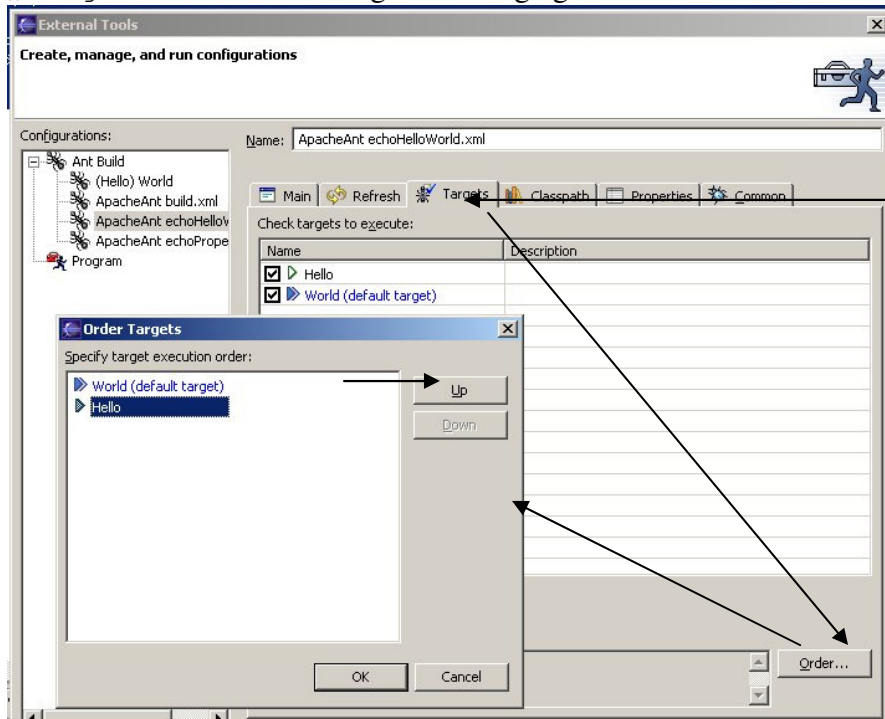 External Tools
Create, manage, and run configurations
Configurations:
Name: ApacheAnt echoHelloWorld.xml
Ant Build
(Hello) World
ApacheAnt build.xml
ApacheAnt echoHello
ApacheAnt echoPrope
Program
Main Refresh Targets Classpath Properties Common
Check targets to execute:
Name Description
Hello
World (default target)
Order Targets
Specify target execution order:
World (default target)
Hello
Up
Down
OK Cancel
Order...